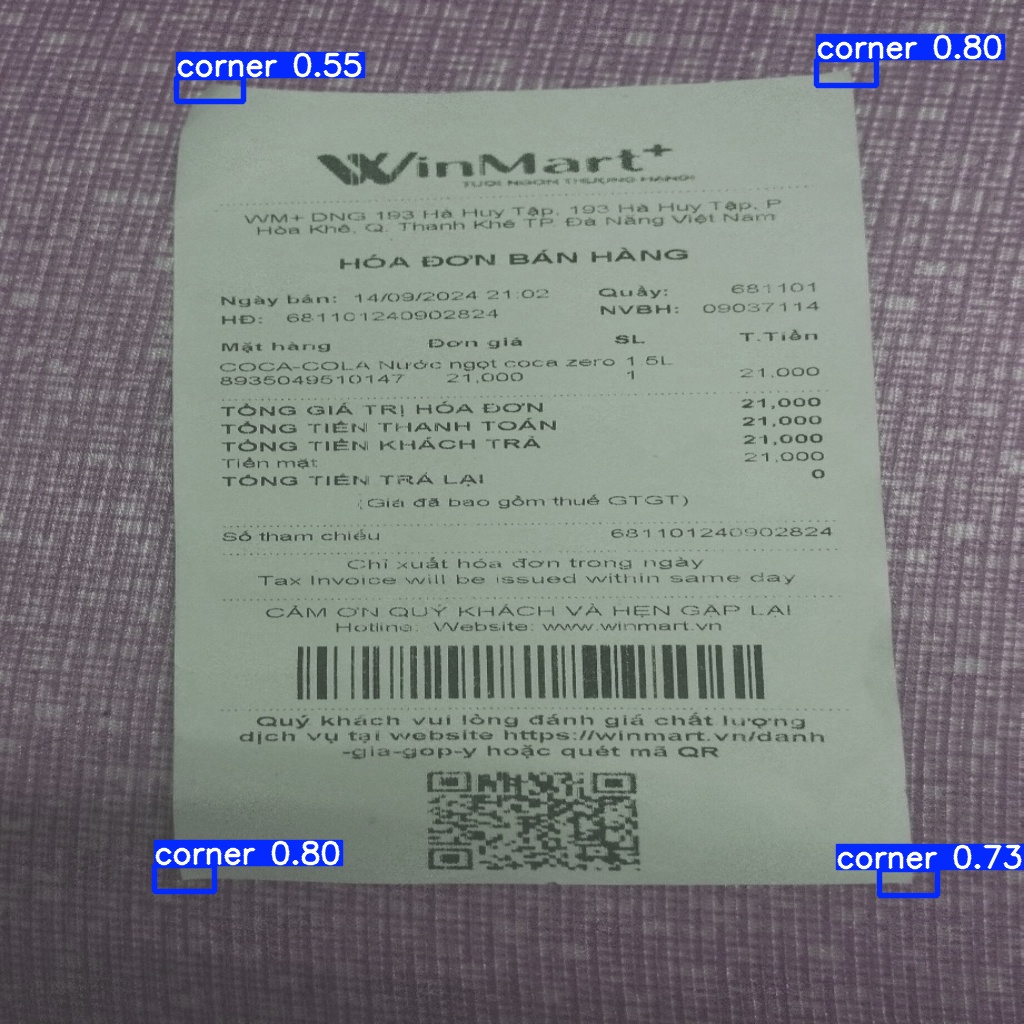 corner 0.55
corner 0.80
WinMart+
TƯƠI NGON THƯỢNG HẠNG!
WM+ DNG 193 Hà Huy Tập, 193 Hà Huy Tập, P.
Hòa Khê, Q. Thanh Khê TP. Đà Nẵng Việt Nam
HÓA ĐƠN BÁN HÀNG
Ngày bán: 14/09/2024 21:02 Quầy: 681101
HĐ: 681101240902824 NVBH: 09037114
Mặt hàng Đơn giá SL T.Tiền
COCA-COLA Nước ngọt coca zero 1.5L
8935049510147 21,000 1 21,000
TỔNG GIÁ TRỊ HÓA ĐƠN 21,000
TỔNG TIỀN THANH TOÁN 21,000
TỔNG TIỀN KHÁCH TRẢ 21,000
Tiền mặt 21,000
TỔNG TIỀN TRẢ LẠI 0
(Giá đã bao gồm thuế GTGT)
Số tham chiếu 681101240902824
Chỉ xuất hóa đơn trong ngày
Tax Invoice will be issued within same day
CẢM ƠN QUÝ KHÁCH VÀ HẸN GẶP LẠI
Hotline: Website: www.winmart.vn
Quý khách vui lòng đánh giá chất lượng
dịch vụ tại website https://winmart.vn/danh
-gia-gop-y hoặc quét mã QR
corner 0.80
corner 0.73